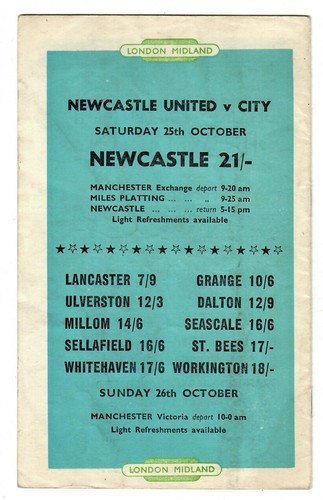 LONDON MIDLAND
NEWCASTLE UNITED v CITY
SATURDAY 25th OCTOBER
NEWCASTLE 21/-
MANCHESTER Exchange depart 9-20 am
MILES PLATTING ... ... „ 9-25 am
NEWCASTLE ... ... ... return 5-15 pm
Light Refreshments available
LANCASTER 7/9 GRANGE 10/6
ULVERSTON 12/3 DALTON 12/9
MILLOM 14/6 SEASCALE 16/6
SELLAFIELD 16/6 ST. BEES 17/-
WHITEHAVEN 17/6 WORKINGTON 18/-
SUNDAY 26th OCTOBER
MANCHESTER Victoria depart 10-0 am
Light Refreshments available
LONDON MIDLAND